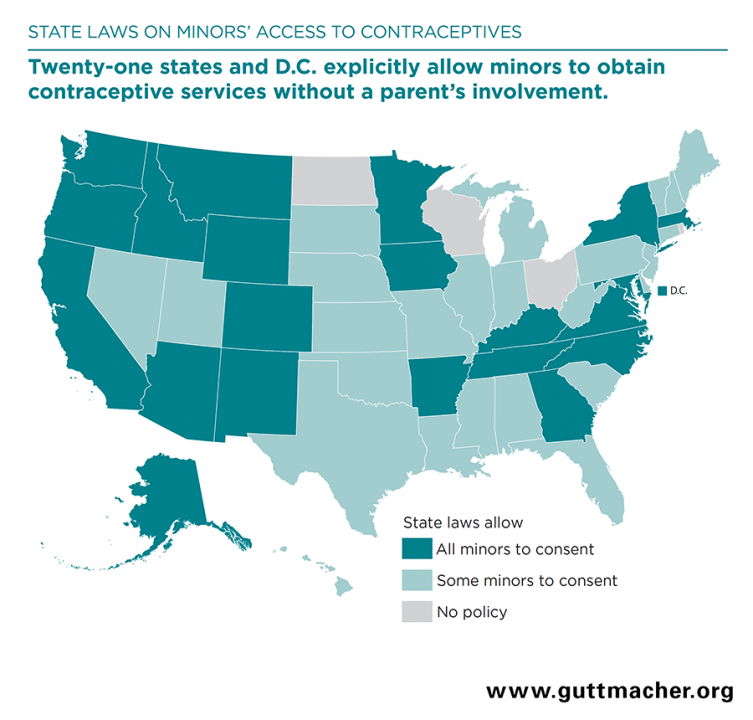 STATE LAWS ON MINORS’ ACCESS TO CONTRACEPTIVES
Twenty-one states and D.C. explicitly allow minors to obtain
contraceptive services without a parent’s involvement.
D.C.
State laws allow
All minors to consent
Some minors to consent
No policy
www.guttmacher.org